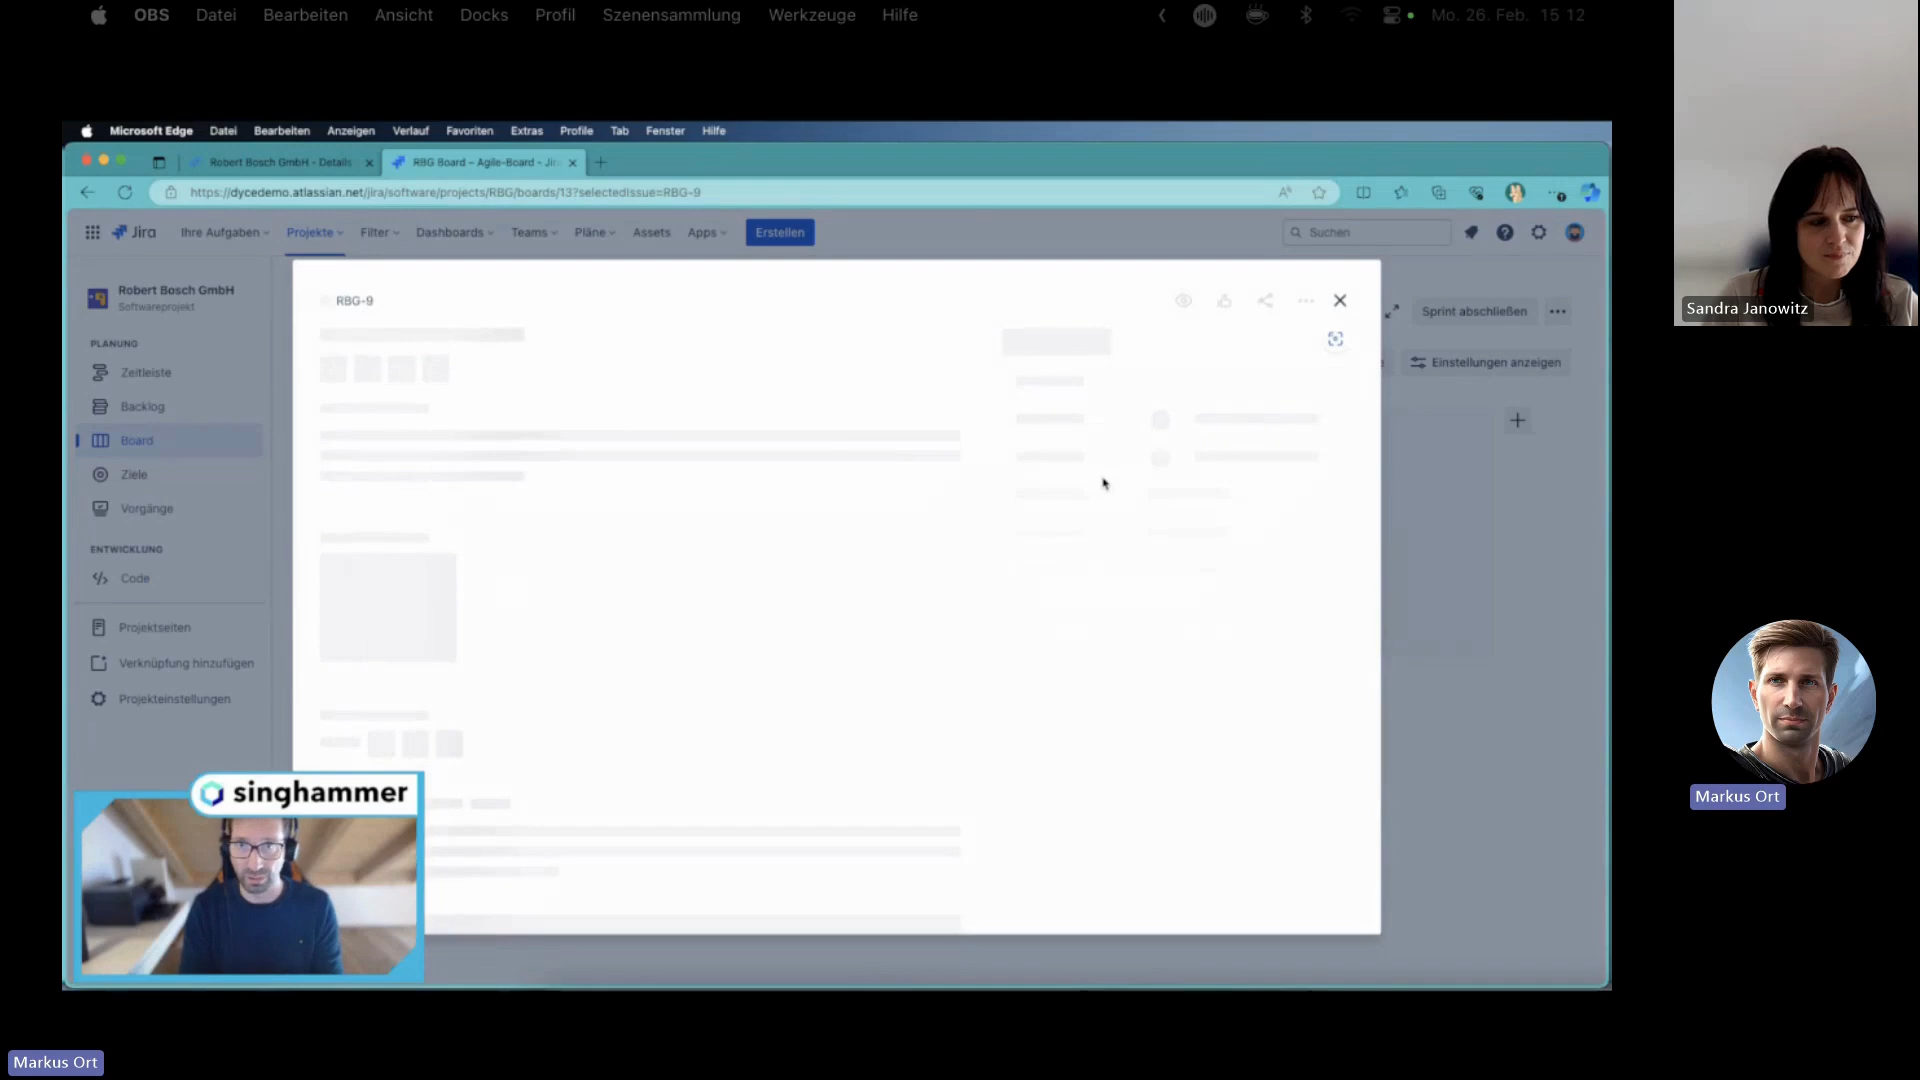 OBS Datei Bearbeiten Ansicht Docks Profil Szenensammlung Werkzeuge Hilfe
Mo. 26. Feb. 15 12
Microsoft Edge Datei Bearbeiten Anzeigen Verlauf Favoriten Extras Profile Tab Fenster Hilfe
Robert Bosch GmbH - Details
RBG Board – Agile-Board - Jir
https://dycedemo.atlassian.net/jira/software/projects/RBG/boards/13?selectedIssue=RBG-9
Jira
Ihre Aufgaben
Projekte
Filter
Dashboards
Teams
Pläne
Assets
Apps
Erstellen
Suchen
Robert Bosch GmbH
Softwareprojekt
PLANUNG
Zeitleiste
Backlog
Board
Ziele
Vorgänge
ENTWICKLUNG
Code
Projektseiten
Verknüpfung hinzufügen
Projekteinstellungen
RBG-9
Sprint abschließen
Einstellungen anzeigen
singhammer
Sandra Janowitz
Markus Ort
Markus Ort